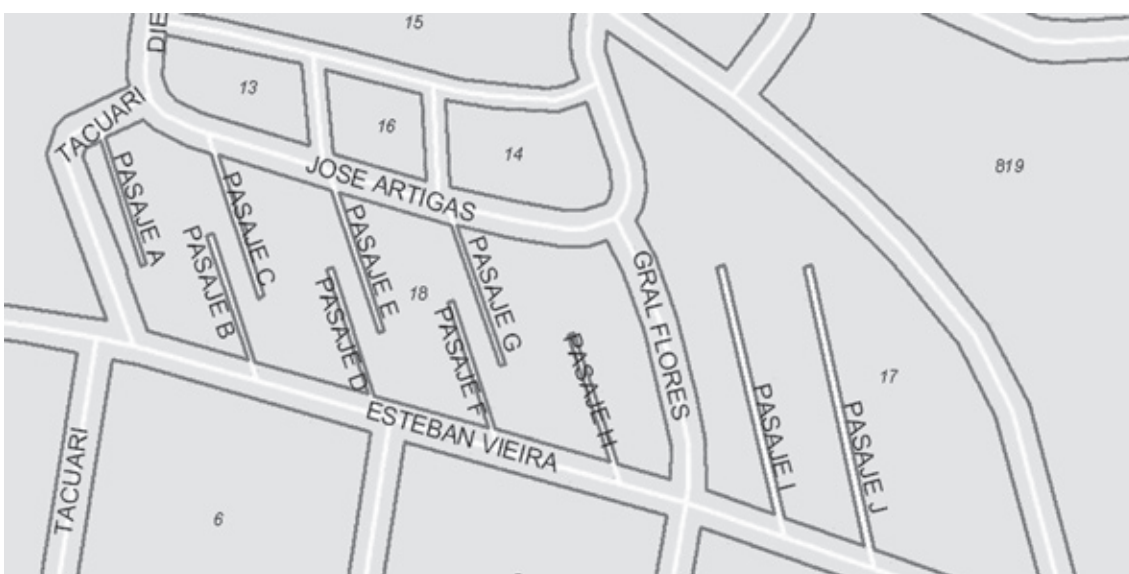 15
DIE
13
16
14
TACUARI
JOSE ARTIGAS
819
PASAJE A
PASAJE C
PASAJE B
PASAJE E
PASAJE D
18
PASAJE G
PASAJE F
PASAJE H
GRAL FLORES
17
PASAJE I
PASAJE J
ESTEBAN VIEIRA
TACUARI
6